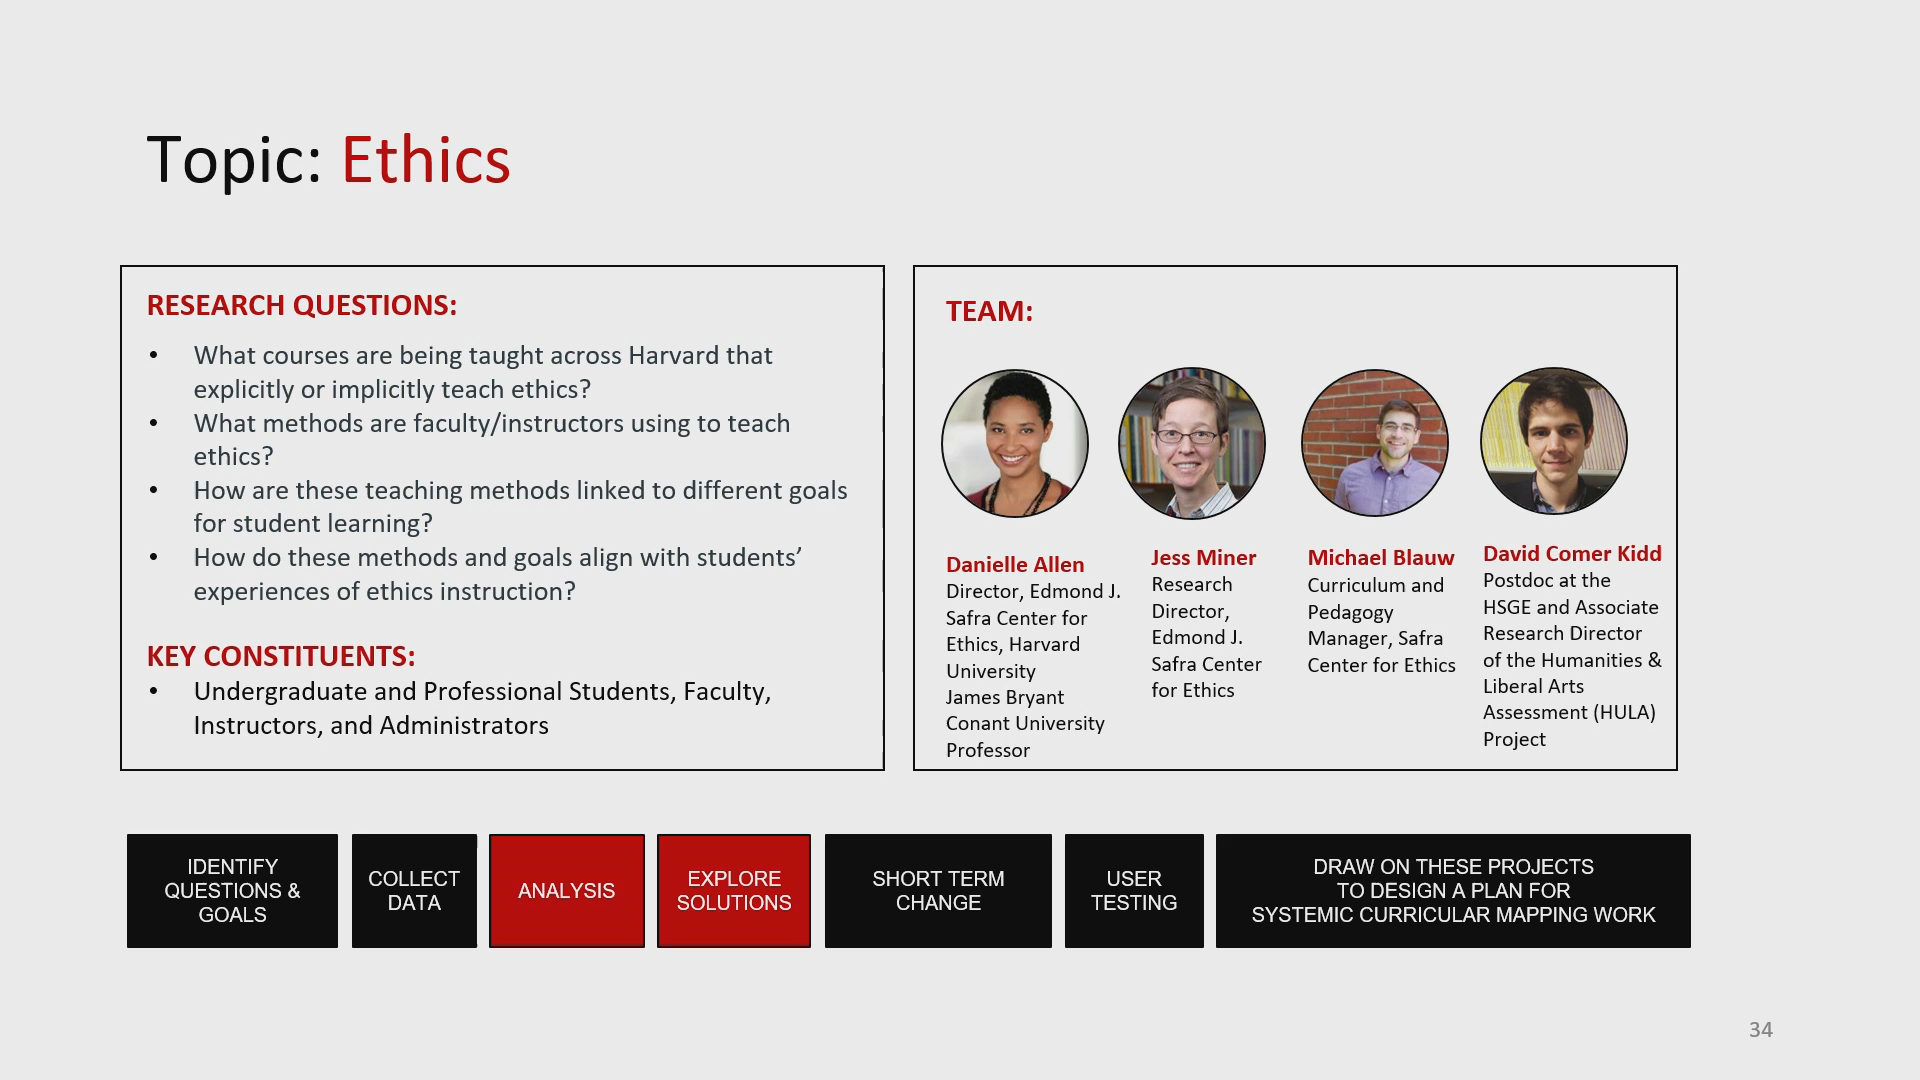 Topic: Ethics
RESEARCH QUESTIONS:
• What courses are being taught across Harvard that
explicitly or implicitly teach ethics?
• What methods are faculty/instructors using to teach
ethics?
• How are these teaching methods linked to different goals
for student learning?
• How do these methods and goals align with students’
experiences of ethics instruction?
KEY CONSTITUENTS:
• Undergraduate and Professional Students, Faculty,
Instructors, and Administrators
TEAM:
Danielle Allen
Director, Edmond J.
Safra Center for
Ethics, Harvard
University
James Bryant
Conant University
Professor
Jess Miner
Research
Director,
Edmond J.
Safra Center
for Ethics
Michael Blauw
Curriculum and
Pedagogy
Manager, Safra
Center for Ethics
David Comer Kidd
Postdoc at the
HSGE and Associate
Research Director
of the Humanities &
Liberal Arts
Assessment (HULA)
Project
IDENTIFY
QUESTIONS &
GOALS
COLLECT
DATA
ANALYSIS
EXPLORE
SOLUTIONS
SHORT TERM
CHANGE
USER
TESTING
DRAW ON THESE PROJECTS
TO DESIGN A PLAN FOR
SYSTEMIC CURRICULAR MAPPING WORK
34